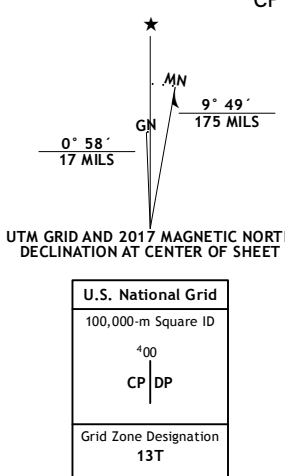 CP
★
MN
GN
9° 49´
175 MILS
0° 58´
17 MILS
UTM GRID AND 2017 MAGNETIC NORT
DECLINATION AT CENTER OF SHEET
U.S. National Grid
100,000-m Square ID
400
CP DP
Grid Zone Designation
13T